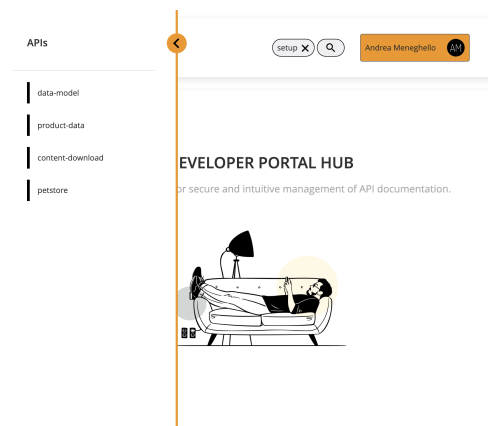 APIs
setup
Andrea Meneghello
AM
data-model
product-data
content-download
petstore
EVELOPER PORTAL HUB
or secure and intuitive management of API documentation.